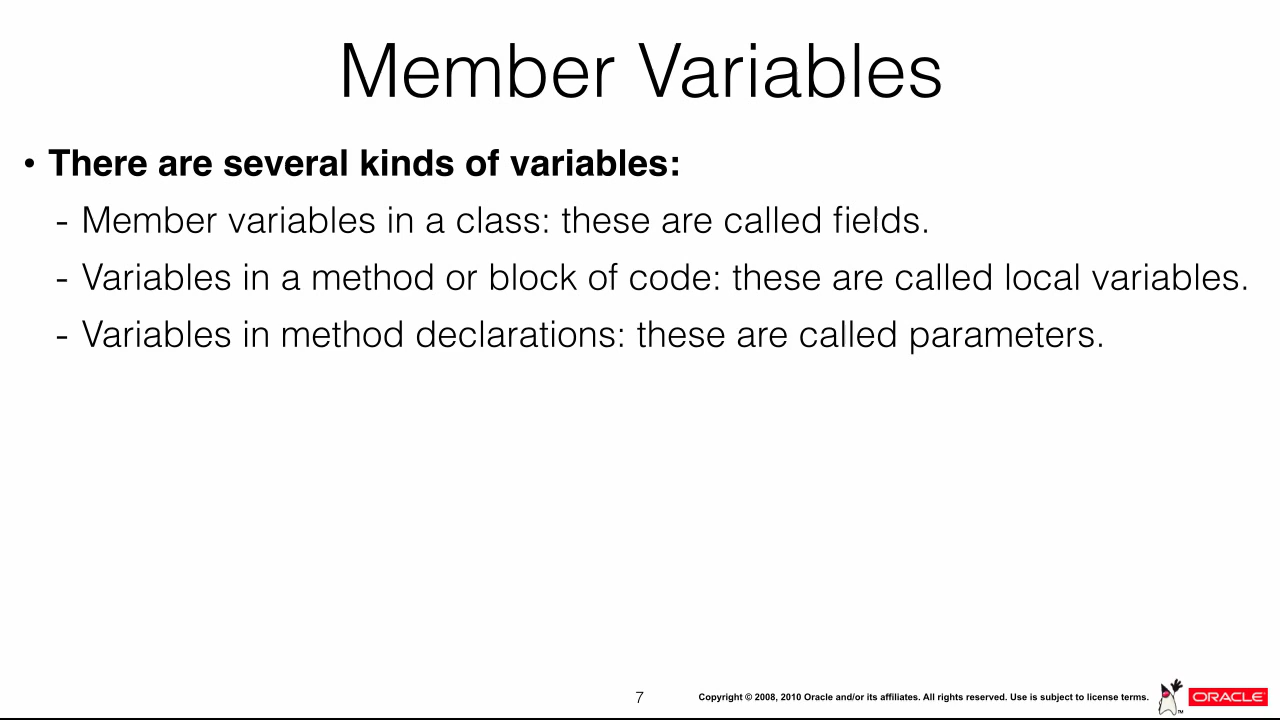 Member Variables
• There are several kinds of variables:
- Member variables in a class: these are called fields.
- Variables in a method or block of code: these are called local variables.
- Variables in method declarations: these are called parameters.
7
Copyright © 2008, 2010 Oracle and/or its affiliates. All rights reserved. Use is subject to license terms.
™
ORACLE